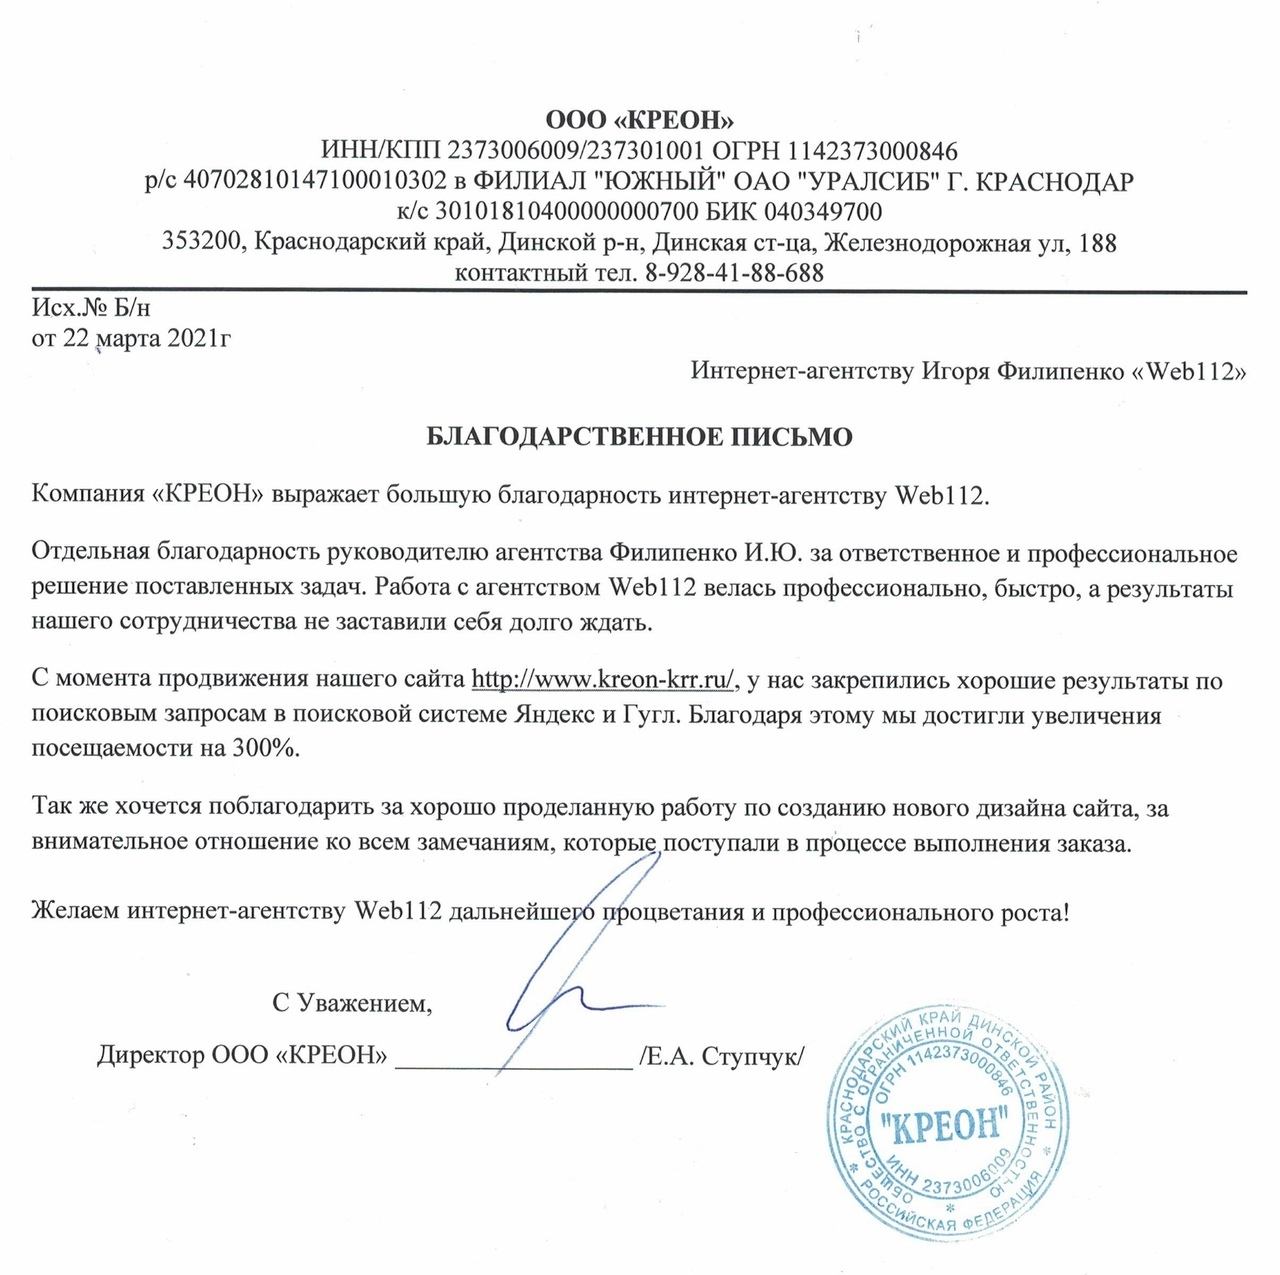 ООО «КРЕОН»
ИНН/КПП 2373006009/237301001 ОГРН 1142373000846
р/с 40702810147100010302 в ФИЛИАЛ "ЮЖНЫЙ" ОАО "УРАЛСИБ" Г. КРАСНОДАР
к/с 30101810400000000700 БИК 040349700
353200, Краснодарский край, Динской р-н, Динская ст-ца, Железнодорожная ул, 188
контактный тел. 8-928-41-88-688
Исх.№ Б/н
от 22 марта 2021г
Интернет-агентству Игоря Филипенко «Web112»
БЛАГОДАРСТВЕННОЕ ПИСЬМО
Компания «КРЕОН» выражает большую благодарность интернет-агентству Web112.
Отдельная благодарность руководителю агентства Филипенко И.Ю. за ответственное и профессиональное
решение поставленных задач. Работа с агентством Web112 велась профессионально, быстро, а результаты
нашего сотрудничества не заставили себя долго ждать.
С момента продвижения нашего сайта http://www.kreon-krr.ru/, у нас закрепились хорошие результаты по
поисковым запросам в поисковой системе Яндекс и Гугл. Благодаря этому мы достигли увеличения
посещаемости на 300%.
Так же хочется поблагодарить за хорошо проделанную работу по созданию нового дизайна сайта, за
внимательное отношение ко всем замечаниям, которые поступали в процессе выполнения заказа.
Желаем интернет-агентству Web112 дальнейшего процветания и профессионального роста!
С Уважением,
Директор ООО «КРЕОН» __________________ /Е.А. Ступчук/
КРАСНОДАРСКИЙ КРАЙ ДИНСКОЙ РАЙОН
* РОССИЙСКАЯ ФЕДЕРАЦИЯ *
ОБЩЕСТВО С ОГРАНИЧЕННОЙ ОТВЕТСТВЕННОСТЬЮ *
ОГРН 1142373000846
"КРЕОН"
ИНН 2373006009